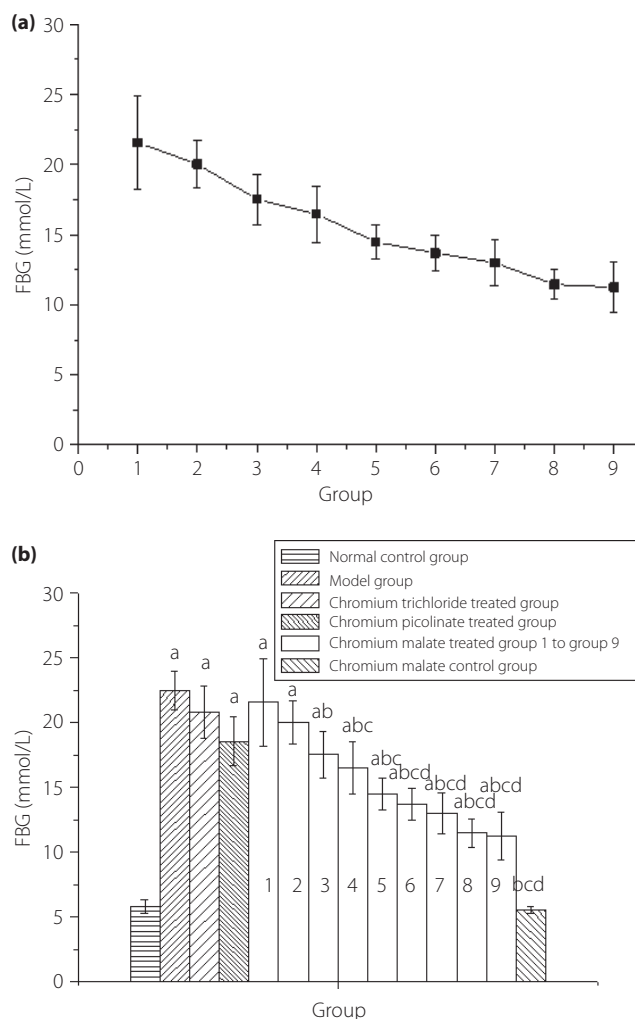 (a)
30
25
20
15
10
5
0
FBG (mmol/L)
0 1 2 3 4 5 6 7 8 9
Group
(b)
Normal control group
Model group
Chromium trichloride treated group
Chromium picolinate treated group
Chromium malate treated group 1 to group 9
Chromium malate control group
30
25
20
15
10
5
0
FBG (mmol/L)
a a a a a ab abc abc abcd abcd abcd abcd bcd
1 2 3 4 5 6 7 8 9
Group